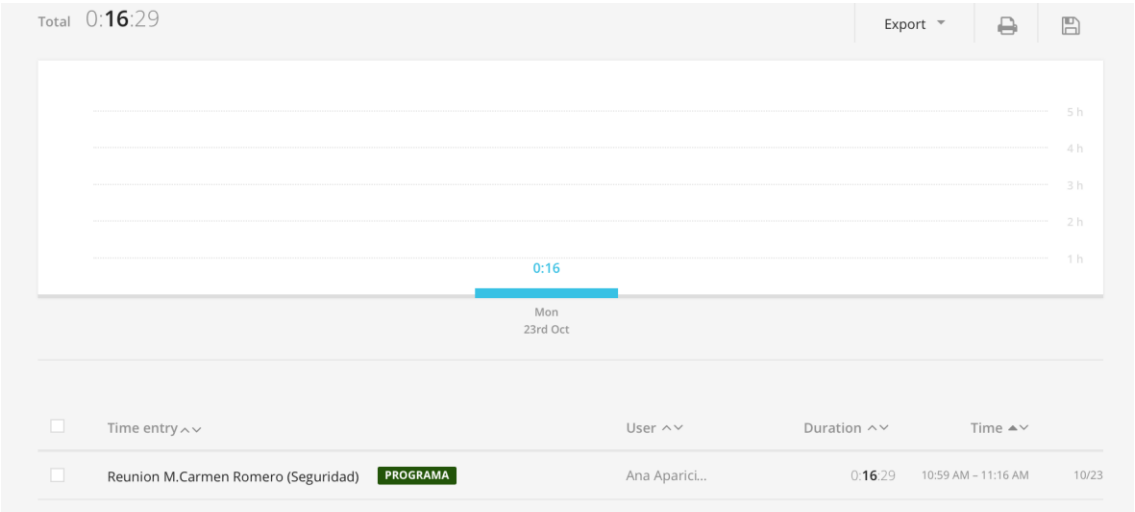 Total 0:16:29 Export
5 h
4 h
3 h
2 h
1 h
0:16
Mon
23rd Oct
Time entry User Duration Time
Reunion M.Carmen Romero (Seguridad) PROGRAMA Ana Aparici... 0:16:29 10:59 AM – 11:16 AM 10/23